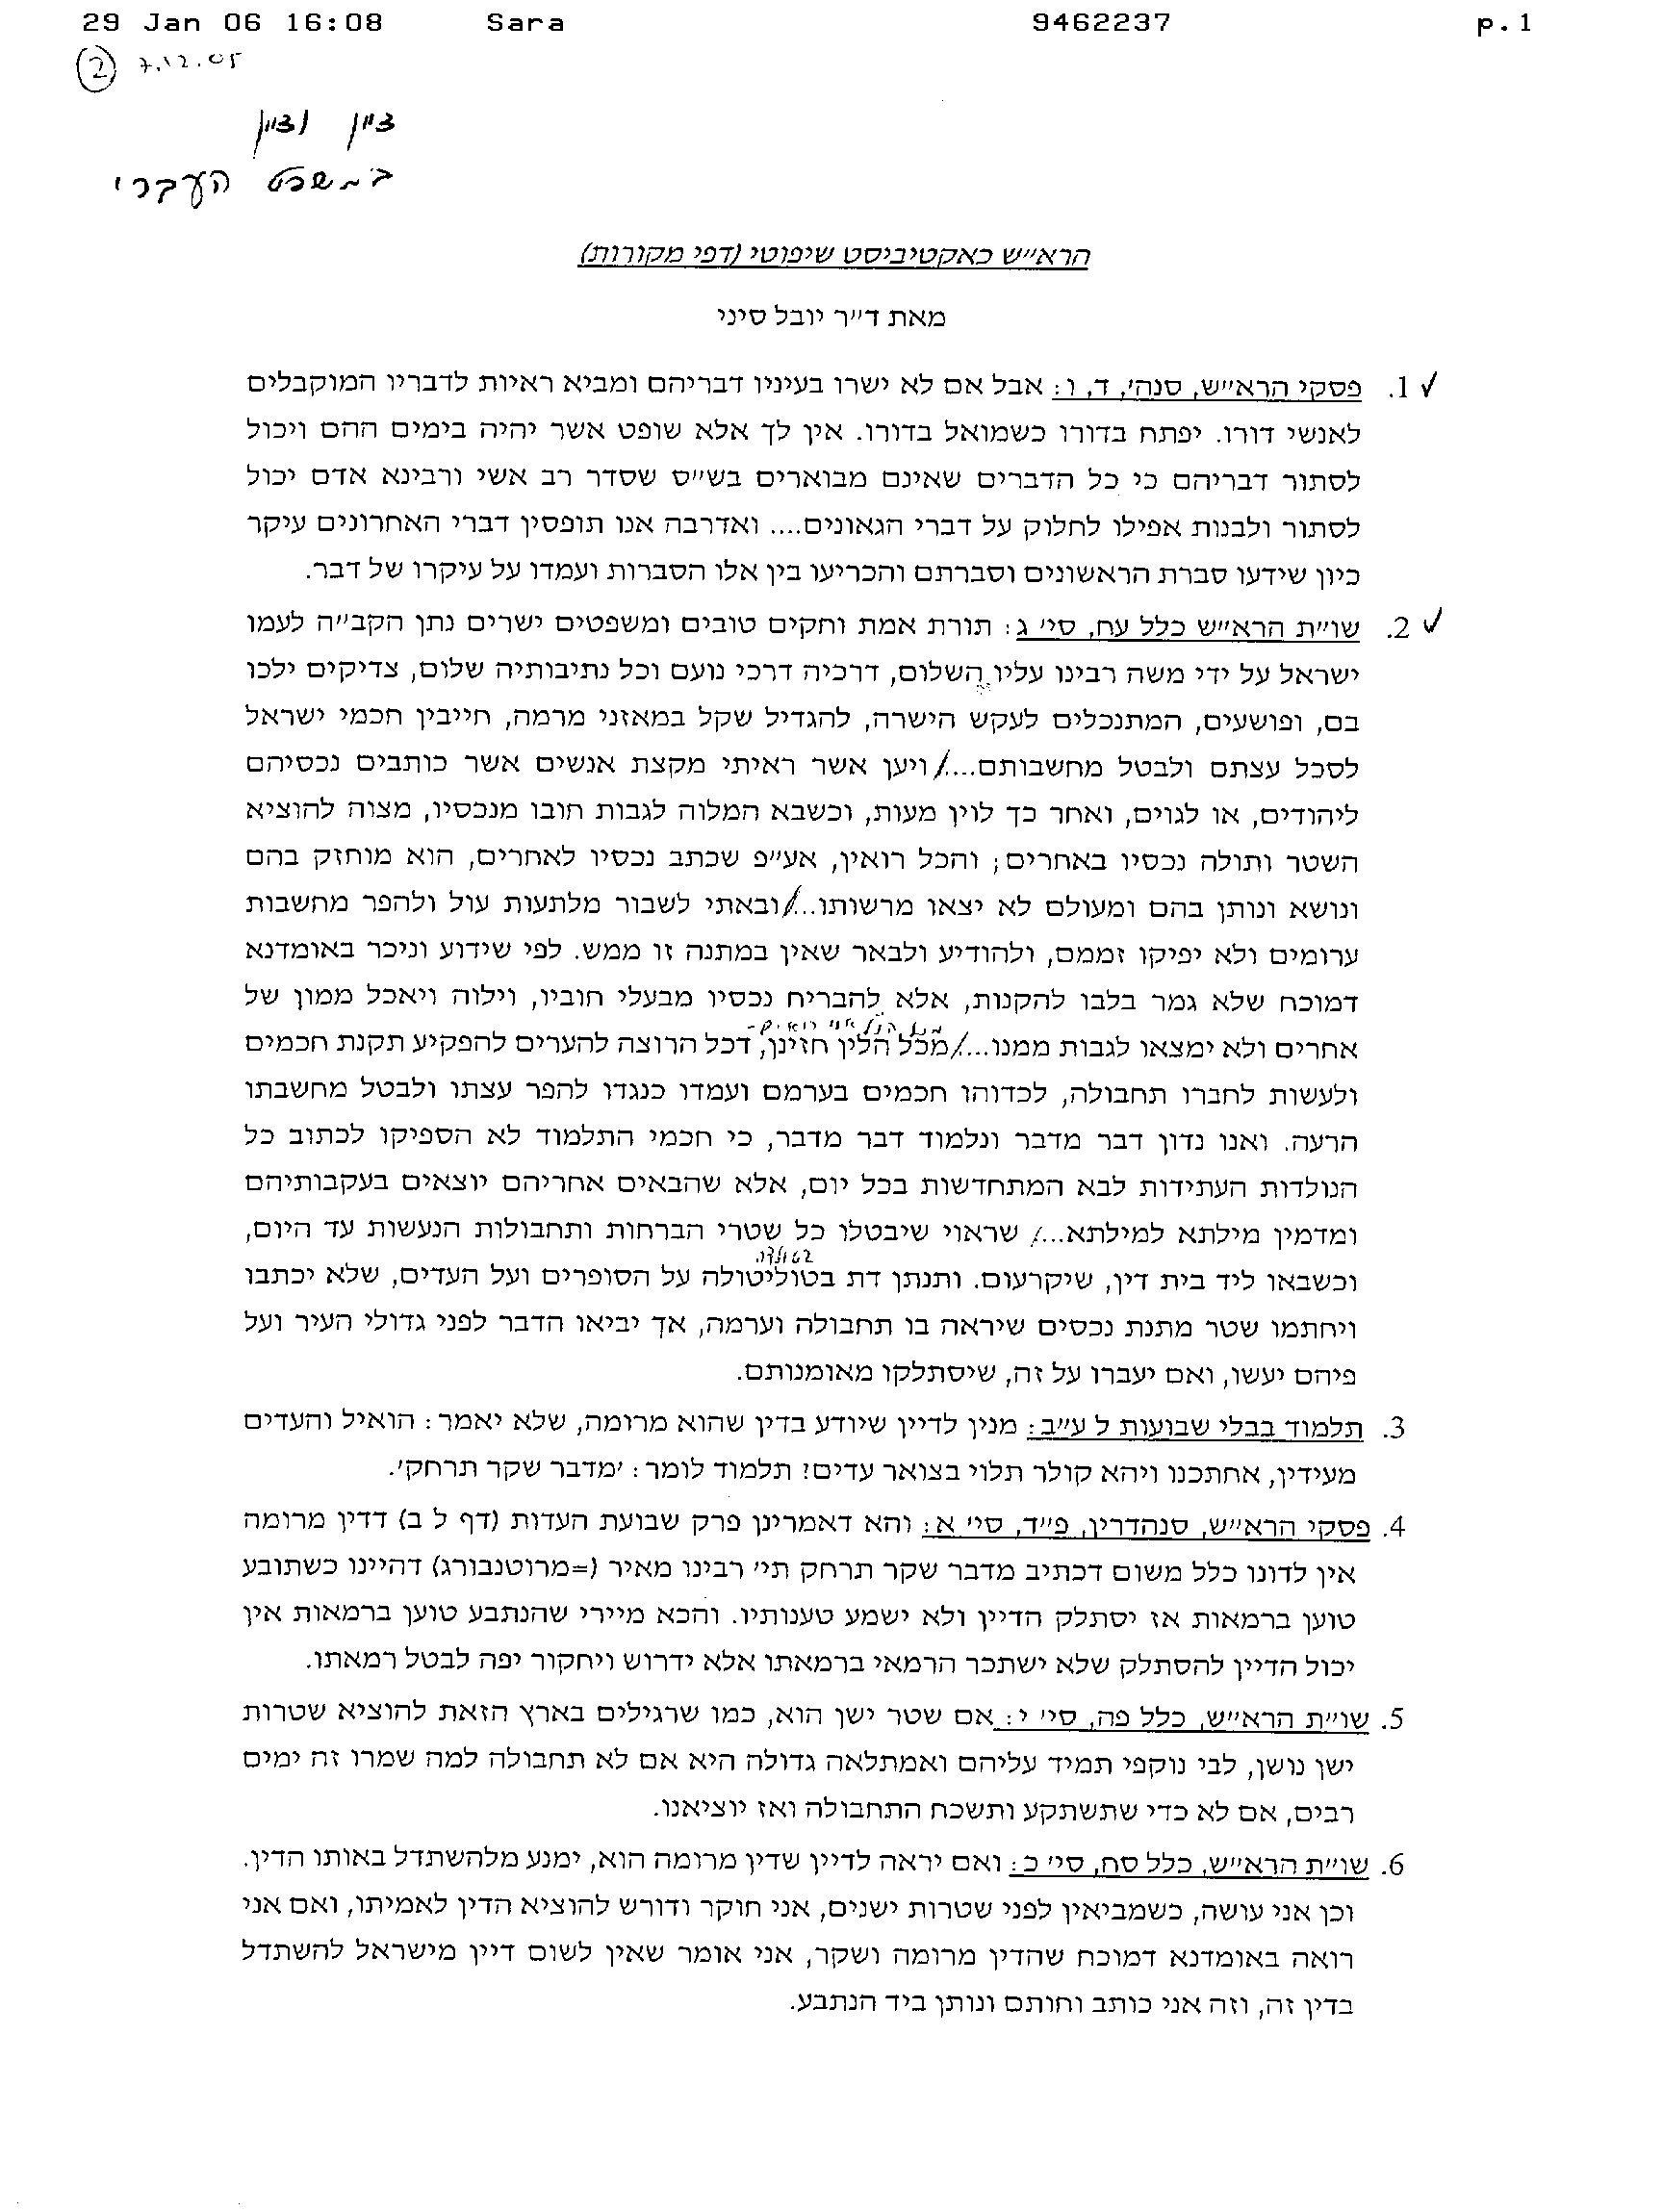 29 Jan 06 16:08 Sara 9462237 p.1
2 7.12.05
דיין ודיון
במשפט העברי
הרא״ש כאקטיביסט שיפוטי (דפי מקורות)
מאת ד״ר יובל סיני
✓ 1. פסקי הרא״ש, סנה׳, ד, ו: אבל אם לא ישרו בעיניו דבריהם ומביא ראיות לדבריו המוקבלים
לאנשי דורו. יפתח בדורו כשמואל בדורו. אין לך אלא שופט אשר יהיה בימים ההם ויכול
לסתור דבריהם כי כל הדברים שאינם מבוארים בש״ס שסדר רב אשי ורבינא אדם יכול
לסתור ולבנות אפילו לחלוק על דברי הגאונים.... ואדרבה אנו תופסין דברי האחרונים עיקר
כיון שידעו סברת הראשונים וסברתם והכריעו בין אלו הסברות ועמדו על עיקרו של דבר.
✓ 2. שו״ת הרא״ש כלל עח, סי׳ ג: תורת אמת וחקים טובים ומשפטים ישרים נתן הקב״ה לעמו
ישראל על ידי משה רבינו עליו השלום, דרכיה דרכי נועם וכל נתיבותיה שלום, צדיקים ילכו
בם, ופושעים, המתנכלים לעקש הישרה, להגדיל שקל במאזני מרמה, חייבין חכמי ישראל
לסכל עצתם ולבטל מחשבותם..../ ויען אשר ראיתי מקצת אנשים אשר כותבים נכסיהם
ליהודים, או לגוים, ואחר כך לוין מעות, וכשבא המלוה לגבות חובו מנכסיו, מצוה להוציא
השטר ותולה נכסיו באחרים; והכל רואין, אע״פ שכתב נכסיו לאחרים, הוא מוחזק בהם
ונושא ונותן בהם ומעולם לא יצאו מרשותו.../ ובאתי לשבור מלתעות עול ולהפר מחשבות
ערומים ולא יפיקו זממם, ולהודיע ולבאר שאין במתנה זו ממש. לפי שידוע וניכר באומדנא
דמוכח שלא גמר בלבו להקנות, אלא להבריח נכסיו מבעלי חוביו, וילוה ויאכל ממון של
אחרים ולא ימצאו לגבות ממנו.../ מכל הלין חזינן, דכל הרוצה להערים להפקיע תקנת חכמים
ולעשות לחברו תחבולה, לכדוהו חכמים בערמם ועמדו כנגדו להפר עצתו ולבטל מחשבתו
הרעה. ואנו נדון דבר מדבר ונלמוד דבר מדבר, כי חכמי התלמוד לא הספיקו לכתוב כל
הנולדות העתידות לבא המתחדשות בכל יום, אלא שהבאים אחריהם יוצאים בעקבותיהם
ומדמין מילתא למילתא.../ שראוי שיבטלו כל שטרי הברחות ותחבולות הנעשות עד היום,
בטולדו
וכשבאו ליד בית דין, שיקרעום. ותנתן דת בטוליטולה על הסופרים ועל העדים, שלא יכתבו
ויחתמו שטר מתנת נכסים שיראה בו תחבולה וערמה, אך יביאו הדבר לפני גדולי העיר ועל
פיהם יעשו, ואם יעברו על זה, שיסתלקו מאומנותם.
3. תלמוד בבלי שבועות ל ע״ב: מנין לדיין שיודע בדין שהוא מרומה, שלא יאמר: הואיל והעדים
מעידין, אחתכנו ויהא קולר תלוי בצואר עדים? תלמוד לומר: ׳מדבר שקר תרחק׳.
4. פסקי הרא״ש, סנהדרין, פ״ד, סי׳ א: והא דאמרינן פרק שבועת העדות (דף ל ב) דדין מרומה
אין לדונו כלל משום דכתיב מדבר שקר תרחק תי׳ רבינו מאיר (=מרוטנבורג) דהיינו כשתובע
טוען ברמאות אז יסתלק הדיין ולא ישמע טענותיו. והכא מיירי שהנתבע טוען ברמאות אין
יכול הדיין להסתלק שלא ישתכר הרמאי ברמאתו אלא ידרוש ויחקור יפה לבטל רמאתו.
5. שו״ת הרא״ש, כלל פה, סי׳ י: אם שטר ישן הוא, כמו שרגילים בארץ הזאת להוציא שטרות
ישן נושן, לבי נוקפי תמיד עליהם ואמתלאה גדולה היא אם לא תחבולה למה שמרו זה ימים
רבים, אם לא כדי שתשתקע ותשכח התחבולה ואז יוציאנו.
6. שו״ת הרא״ש, כלל סח, סי׳ כ: ואם יראה לדיין שדין מרומה הוא, ימנע מלהשתדל באותו הדין.
וכן אני עושה, כשמביאין לפני שטרות ישנים, אני חוקר ודורש להוציא הדין לאמיתו, ואם אני
רואה באומדנא דמוכח שהדין מרומה ושקר, אני אומר שאין לשום דיין מישראל להשתדל
בדין זה, וזה אני כותב וחותם ונותן ביד הנתבע.